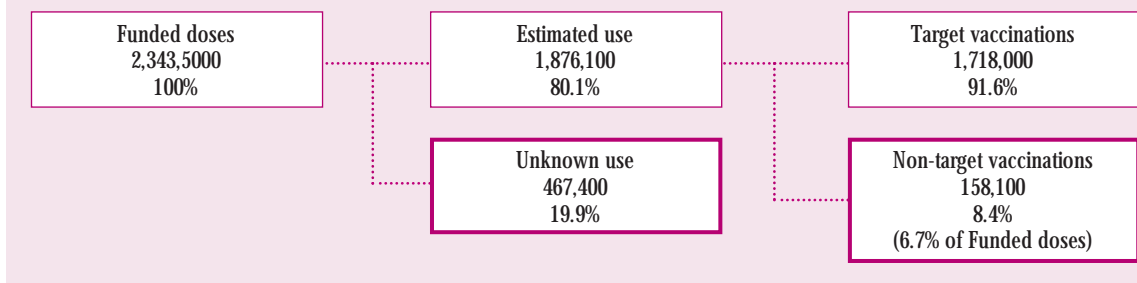 Funded doses
2,343,5000
100%
Estimated use
1,876,100
80.1%
Target vaccinations
1,718,000
91.6%
Unknown use
467,400
19.9%
Non-target vaccinations
158,100
8.4%
(6.7% of Funded doses)